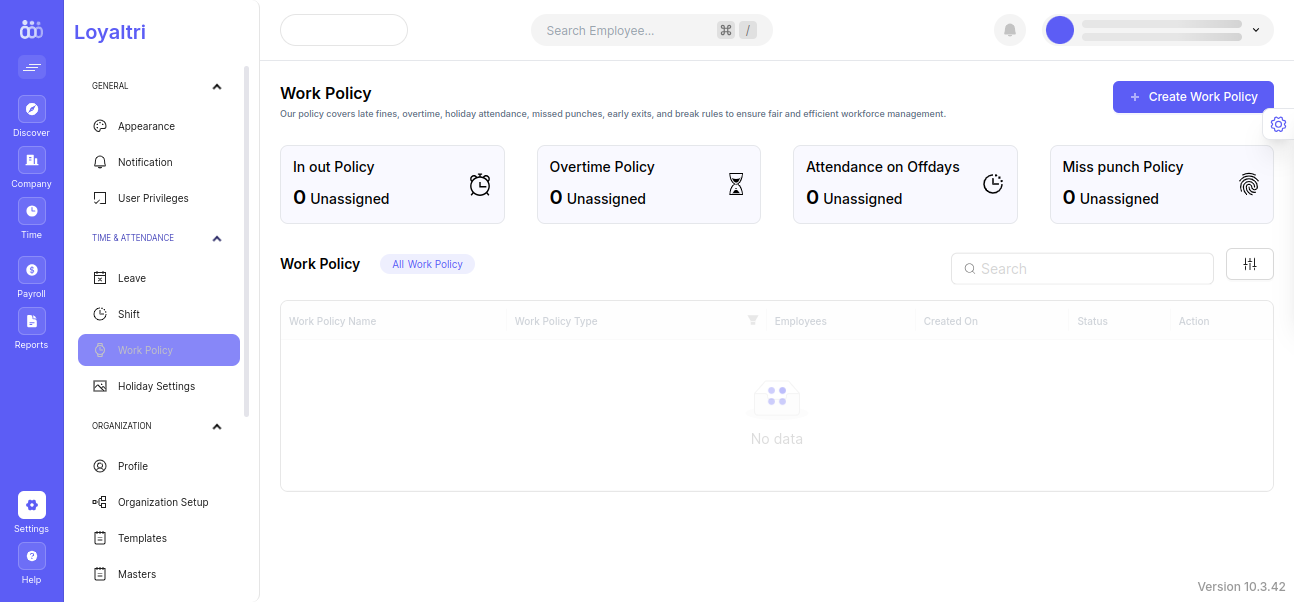 Loyaltri
Discover
Company
Time
Payroll
Reports
Settings
Help
GENERAL
Appearance
Notification
User Privileges
TIME & ATTENDANCE
Leave
Shift
Work Policy
Holiday Settings
ORGANIZATION
Profile
Organization Setup
Templates
Masters
Search Employee... ⌘ /
Work Policy
Our policy covers late fines, overtime, holiday attendance, missed punches, early exits, and break rules to ensure fair and efficient workforce management.
+ Create Work Policy
In out Policy
0 Unassigned
Overtime Policy
0 Unassigned
Attendance on Offdays
0 Unassigned
Miss punch Policy
0 Unassigned
Work Policy All Work Policy
Search
Work Policy Name Work Policy Type Employees Created On Status Action
No data
Version 10.3.42